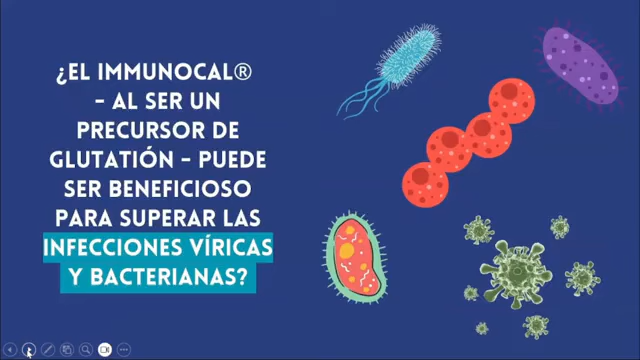 ¿EL IMMUNOCAL®
- AL SER UN
PRECURSOR DE
GLUTATIÓN - PUEDE
SER BENEFICIOSO
PARA SUPERAR LAS
INFECCIONES VÍRICAS
Y BACTERIANAS?